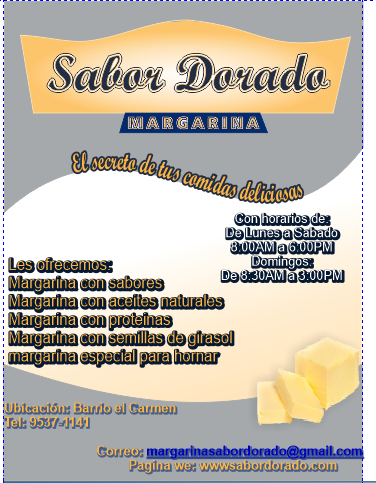 Sabor Dorado
MARGARINA
El secreto de tus comidas deliciosas
Con horarios de:
De Lunes a Sabado
8:00AM a 6:00PM
Domingos:
De 8:30AM a 3:00PM
Les ofrecemos:
Margarina con sabores
Margarina con aceites naturales
Margarina con proteinas
Margarina con semillas de girasol
margarina especial para hornar
Ubicación: Barrio el Carmen
Tel: 9537-1141
Correo: margarinasabordorado@gmail.com
Pagina we: www.sabordorado.com